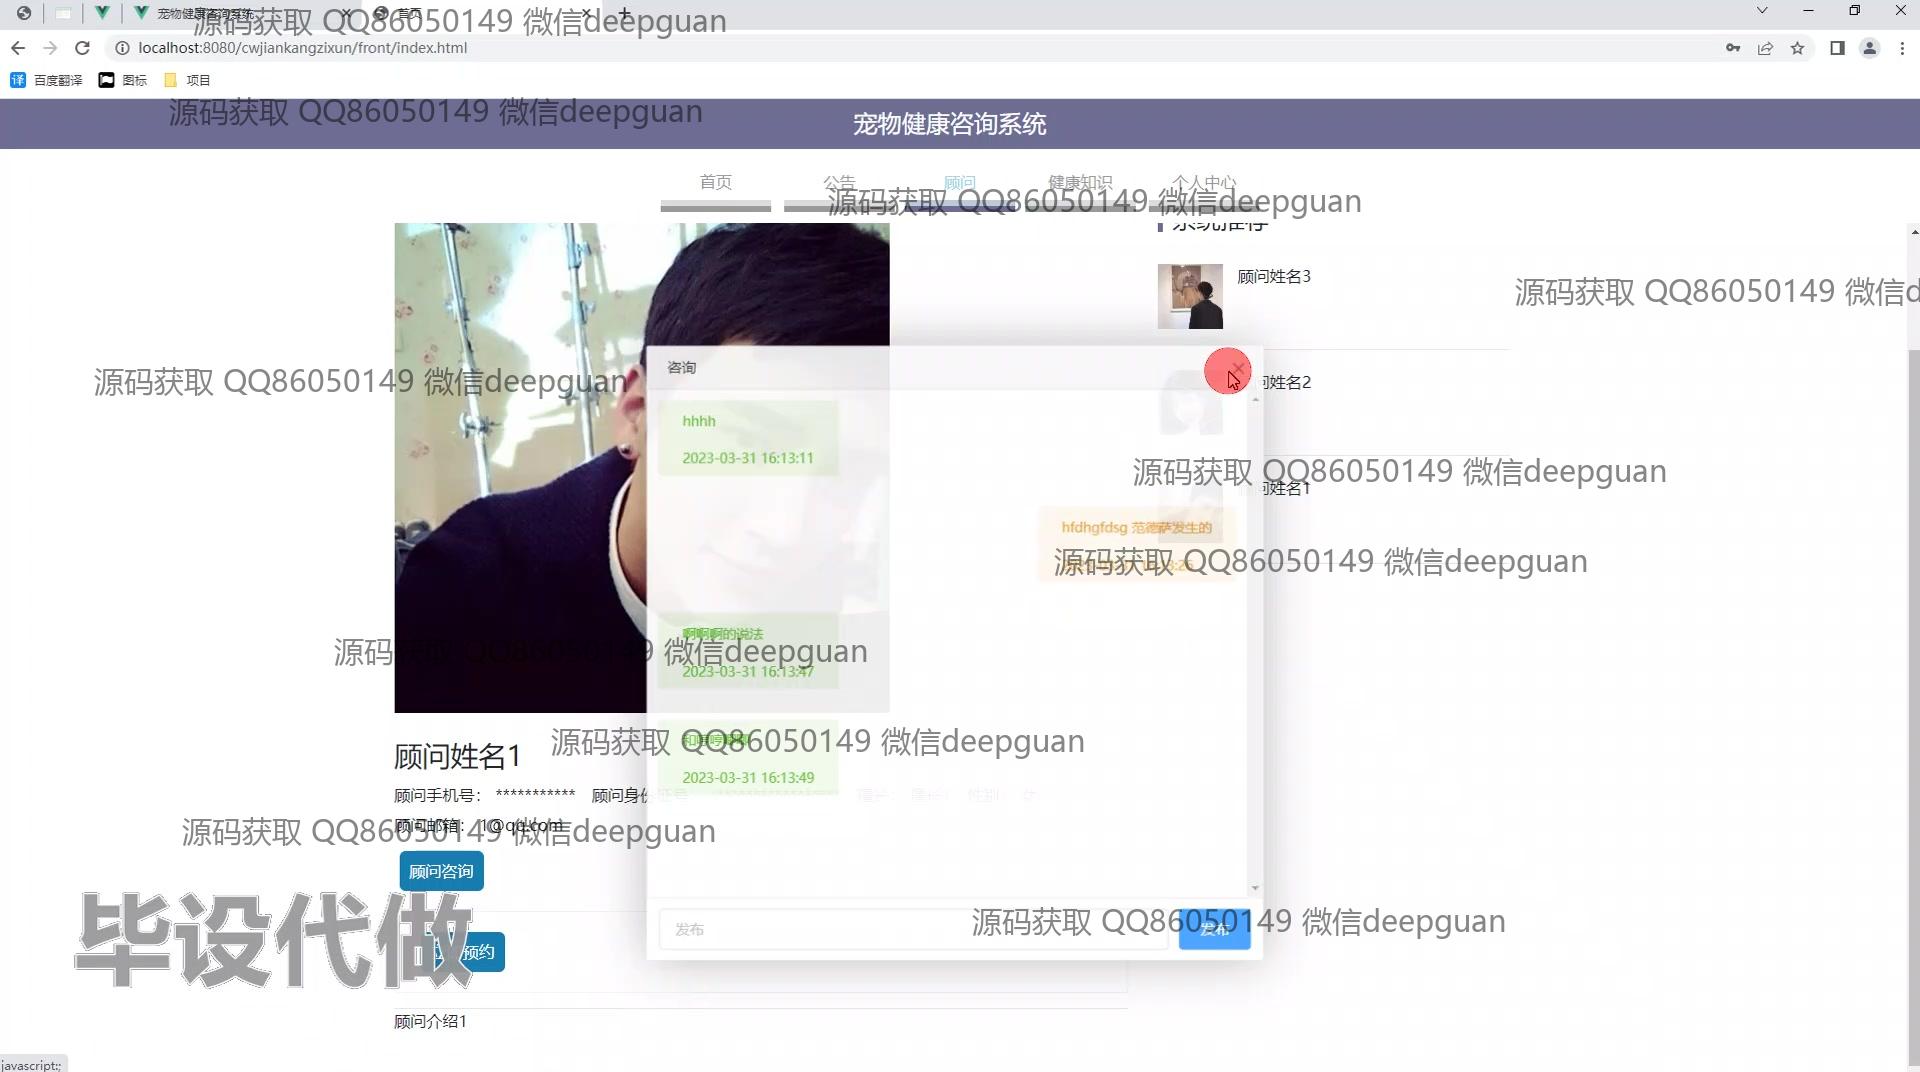 宠物健康咨询系统
首页
源码获取 QQ86050149 微信deepguan
localhost:8080/cwjiankangzixun/front/index.html
百度翻译
图标
项目
源码获取 QQ86050149 微信deepguan
宠物健康咨询系统
首页
公告
顾问
健康知识
个人中心
源码获取 QQ86050149 微信deepguan
系统推荐
顾问姓名3
源码获取 QQ86050149 微信d
咨询
源码获取 QQ86050149 微信deepguan
问姓名2
hhhh
2023-03-31 16:13:11
源码获取 QQ86050149 微信deepguan
问姓名1
hfdhgfdsg 范德萨发生的
源码获取 QQ86050149 微信deepguan
啊啊啊的说法
源码获取 QQ86050149 微信deepguan
2023-03-31 16:13:47
源码获取 QQ86050149 微信deepguan
顾问姓名1
2023-03-31 16:13:49
顾问手机号： ***********
顾问身份证号
顾问邮箱： 1@qq.com
源码获取 QQ86050149 微信deepguan
顾问咨询
发布
源码获取 QQ86050149 微信deepguan
发布
毕设代做
预约
顾问介绍1
javascript:;